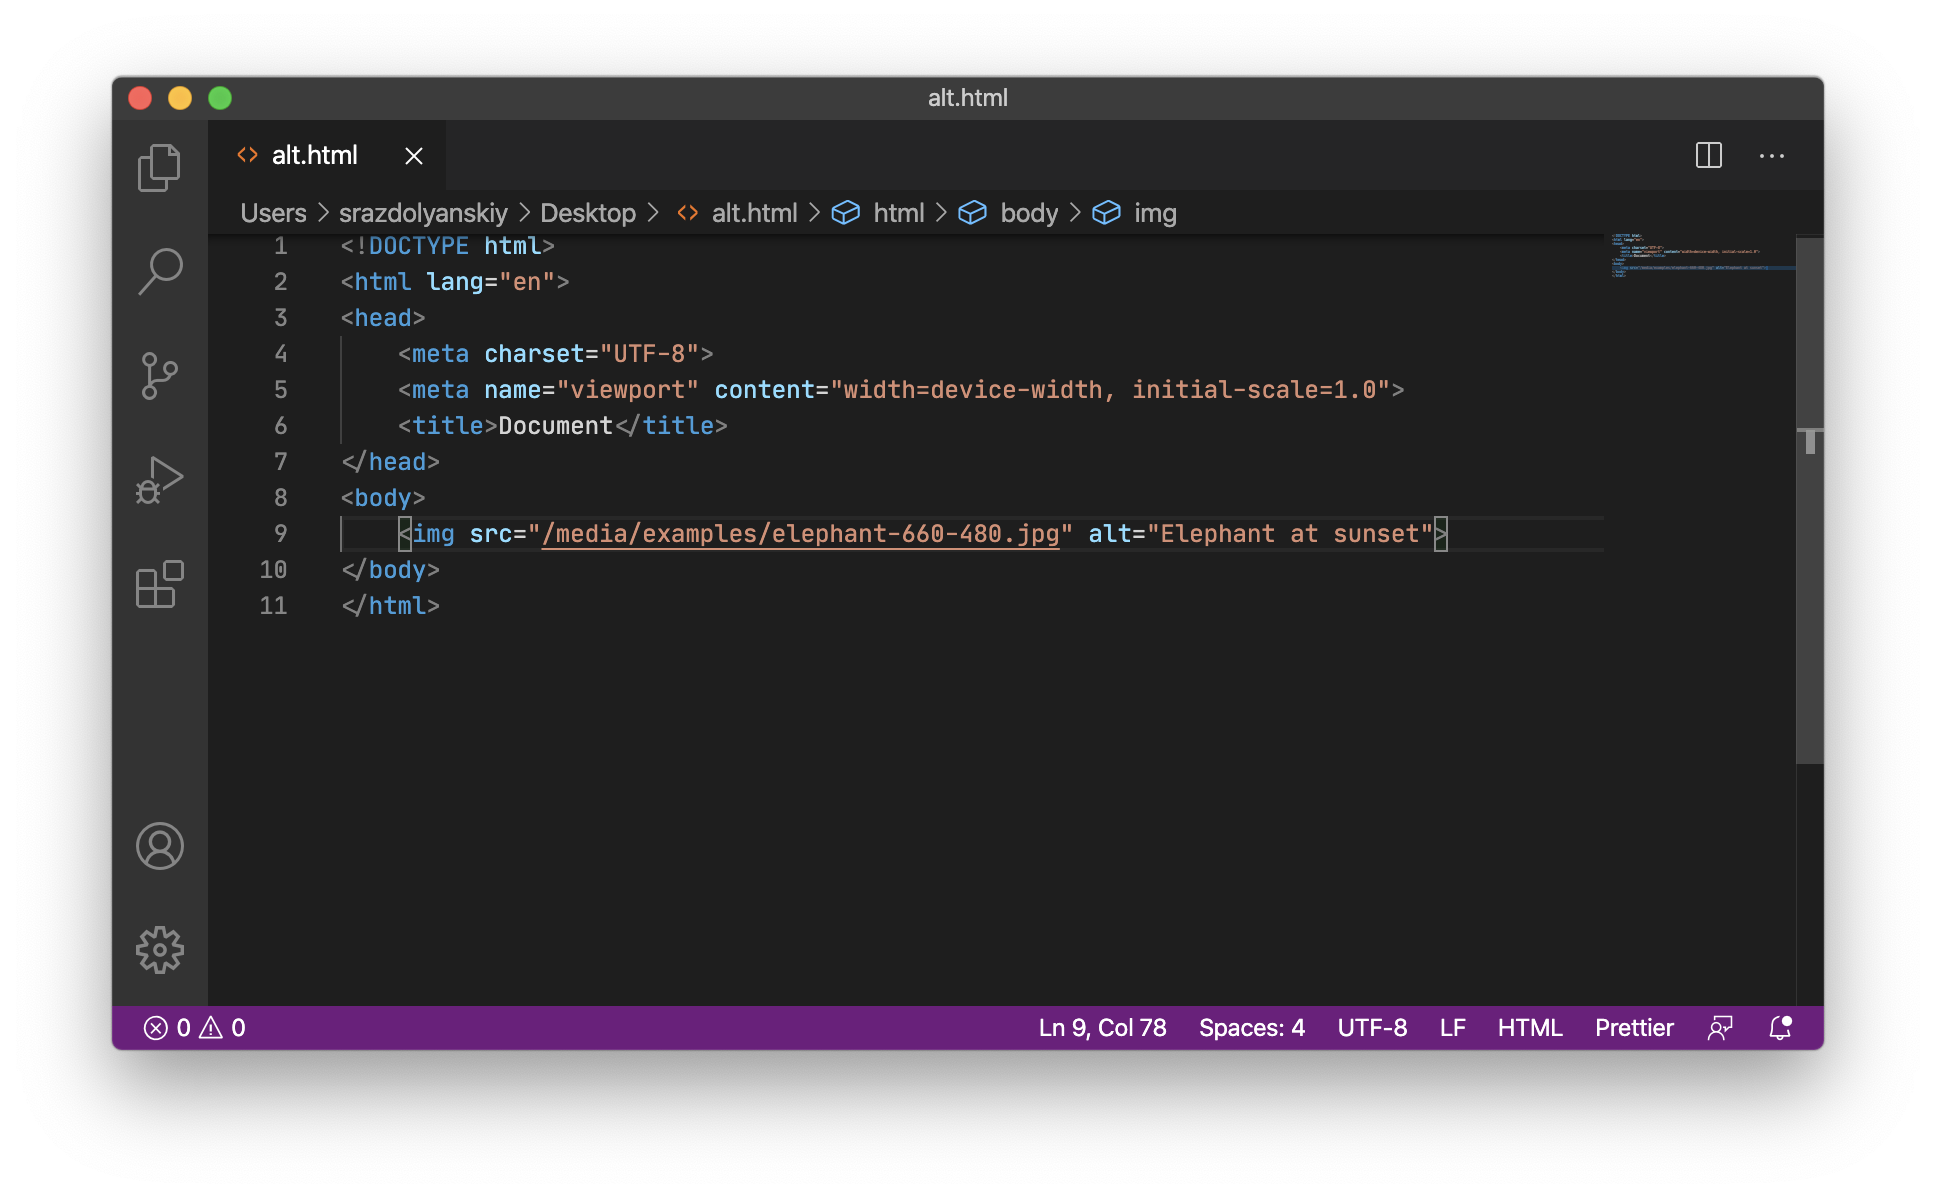 alt.html
alt.html
Users > srazdolyanskiy > Desktop > alt.html > html > body > img
1 <!DOCTYPE html>
2 <html lang="en">
3 <head>
4     <meta charset="UTF-8">
5     <meta name="viewport" content="width=device-width, initial-scale=1.0">
6     <title>Document</title>
7 </head>
8 <body>
9     <img src="/media/examples/elephant-660-480.jpg" alt="Elephant at sunset">
10 </body>
11 </html>
0 0 Ln 9, Col 78 Spaces: 4 UTF-8 LF HTML Prettier